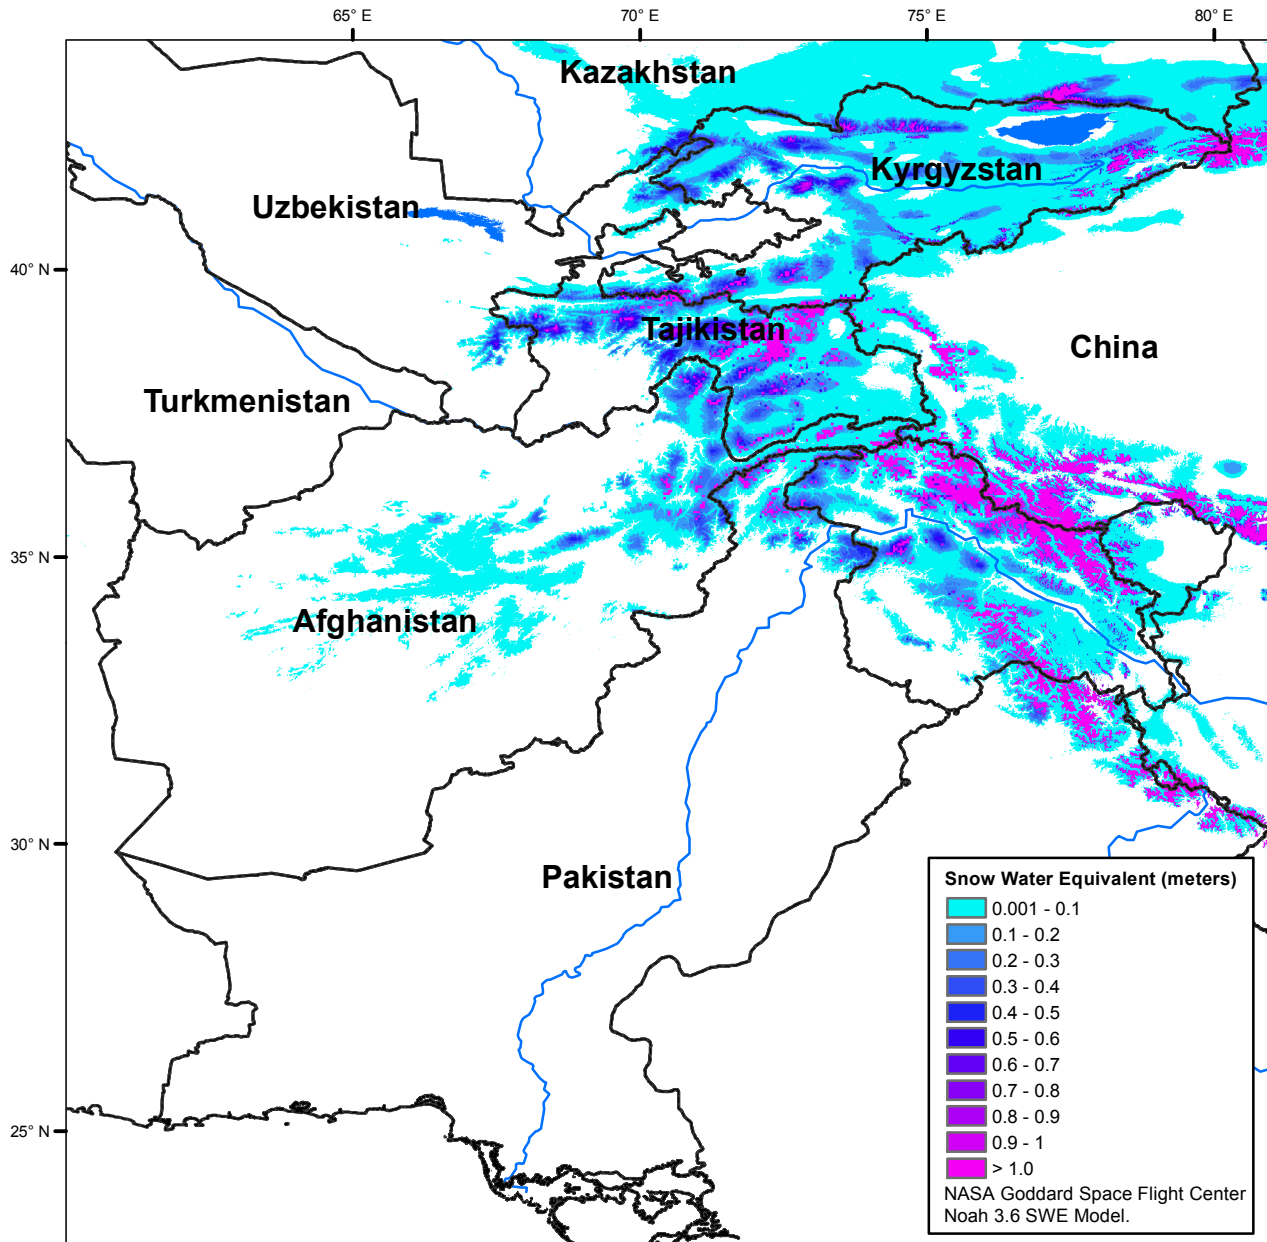 65° E
70° E
75° E
80° E
Kazakhstan
Kyrgyzstan
Uzbekistan
40° N
Tajikistan
China
Turkmenistan
35° N
Afghanistan
30° N
Pakistan
Snow Water Equivalent (meters)
0.001 - 0.1
0.1 - 0.2
0.2 - 0.3
0.3 - 0.4
0.4 - 0.5
0.5 - 0.6
0.6 - 0.7
0.7 - 0.8
0.8 - 0.9
0.9 - 1
> 1.0
NASA Goddard Space Flight Center
Noah 3.6 SWE Model.
25° N